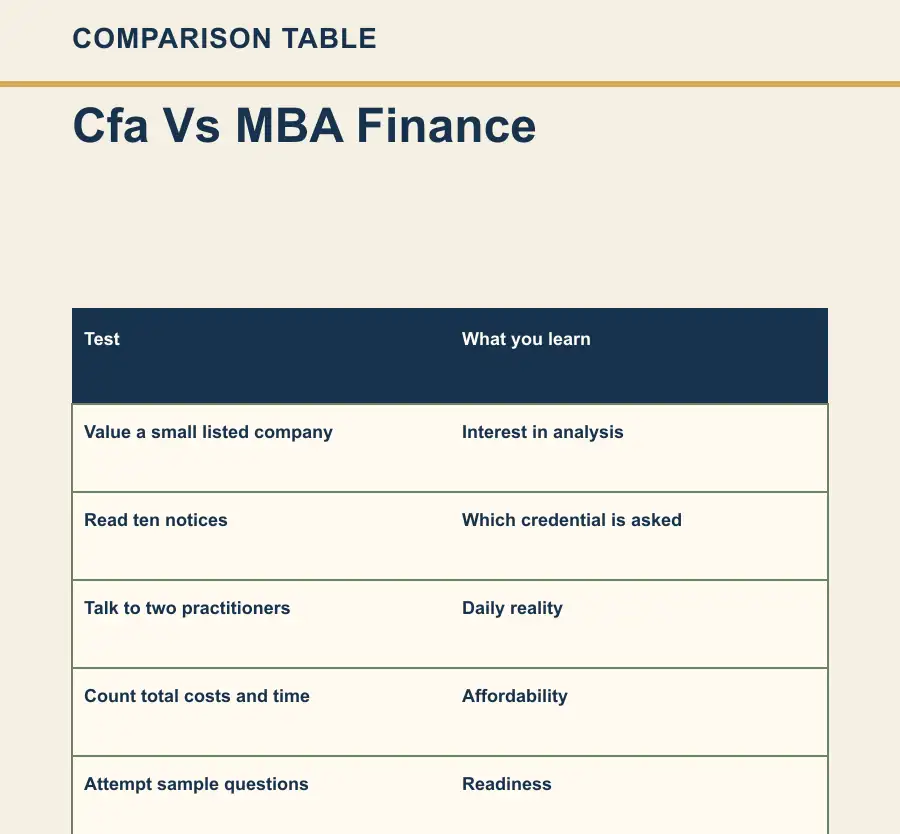 COMPARISON TABLE
Cfa Vs MBA Finance
Test What you learn
Value a small listed company Interest in analysis
Read ten notices Which credential is asked
Talk to two practitioners Daily reality
Count total costs and time Affordability
Attempt sample questions Readiness